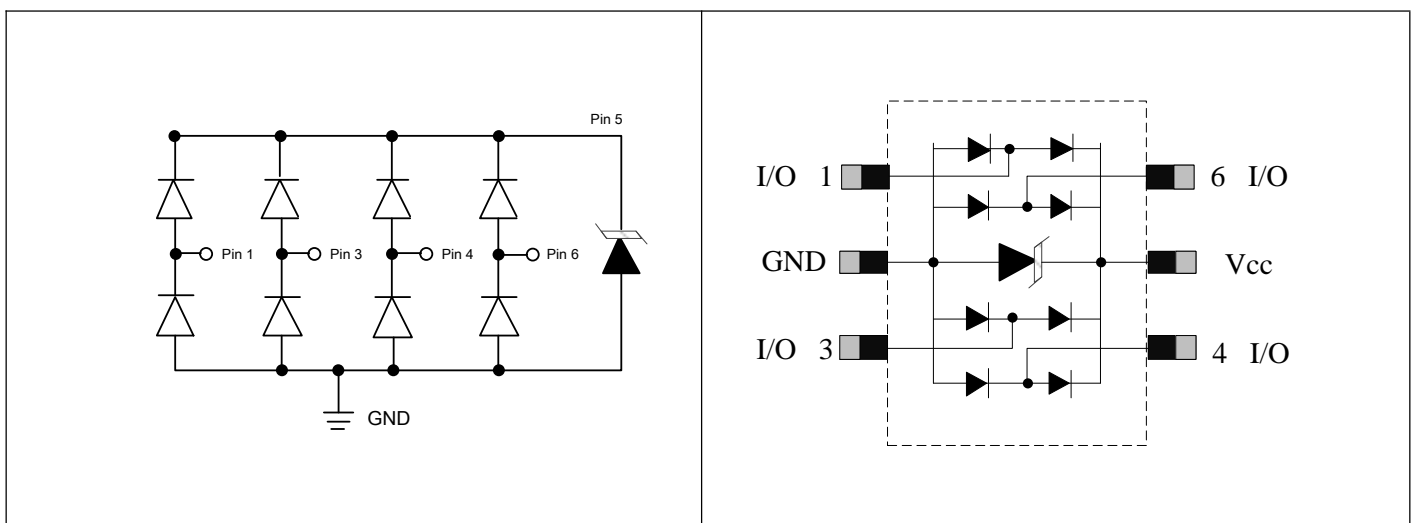 Pin 5
Pin 1
Pin 3
Pin 4
Pin 6
GND
I/O 1
6 I/O
GND
Vcc
I/O 3
4 I/O